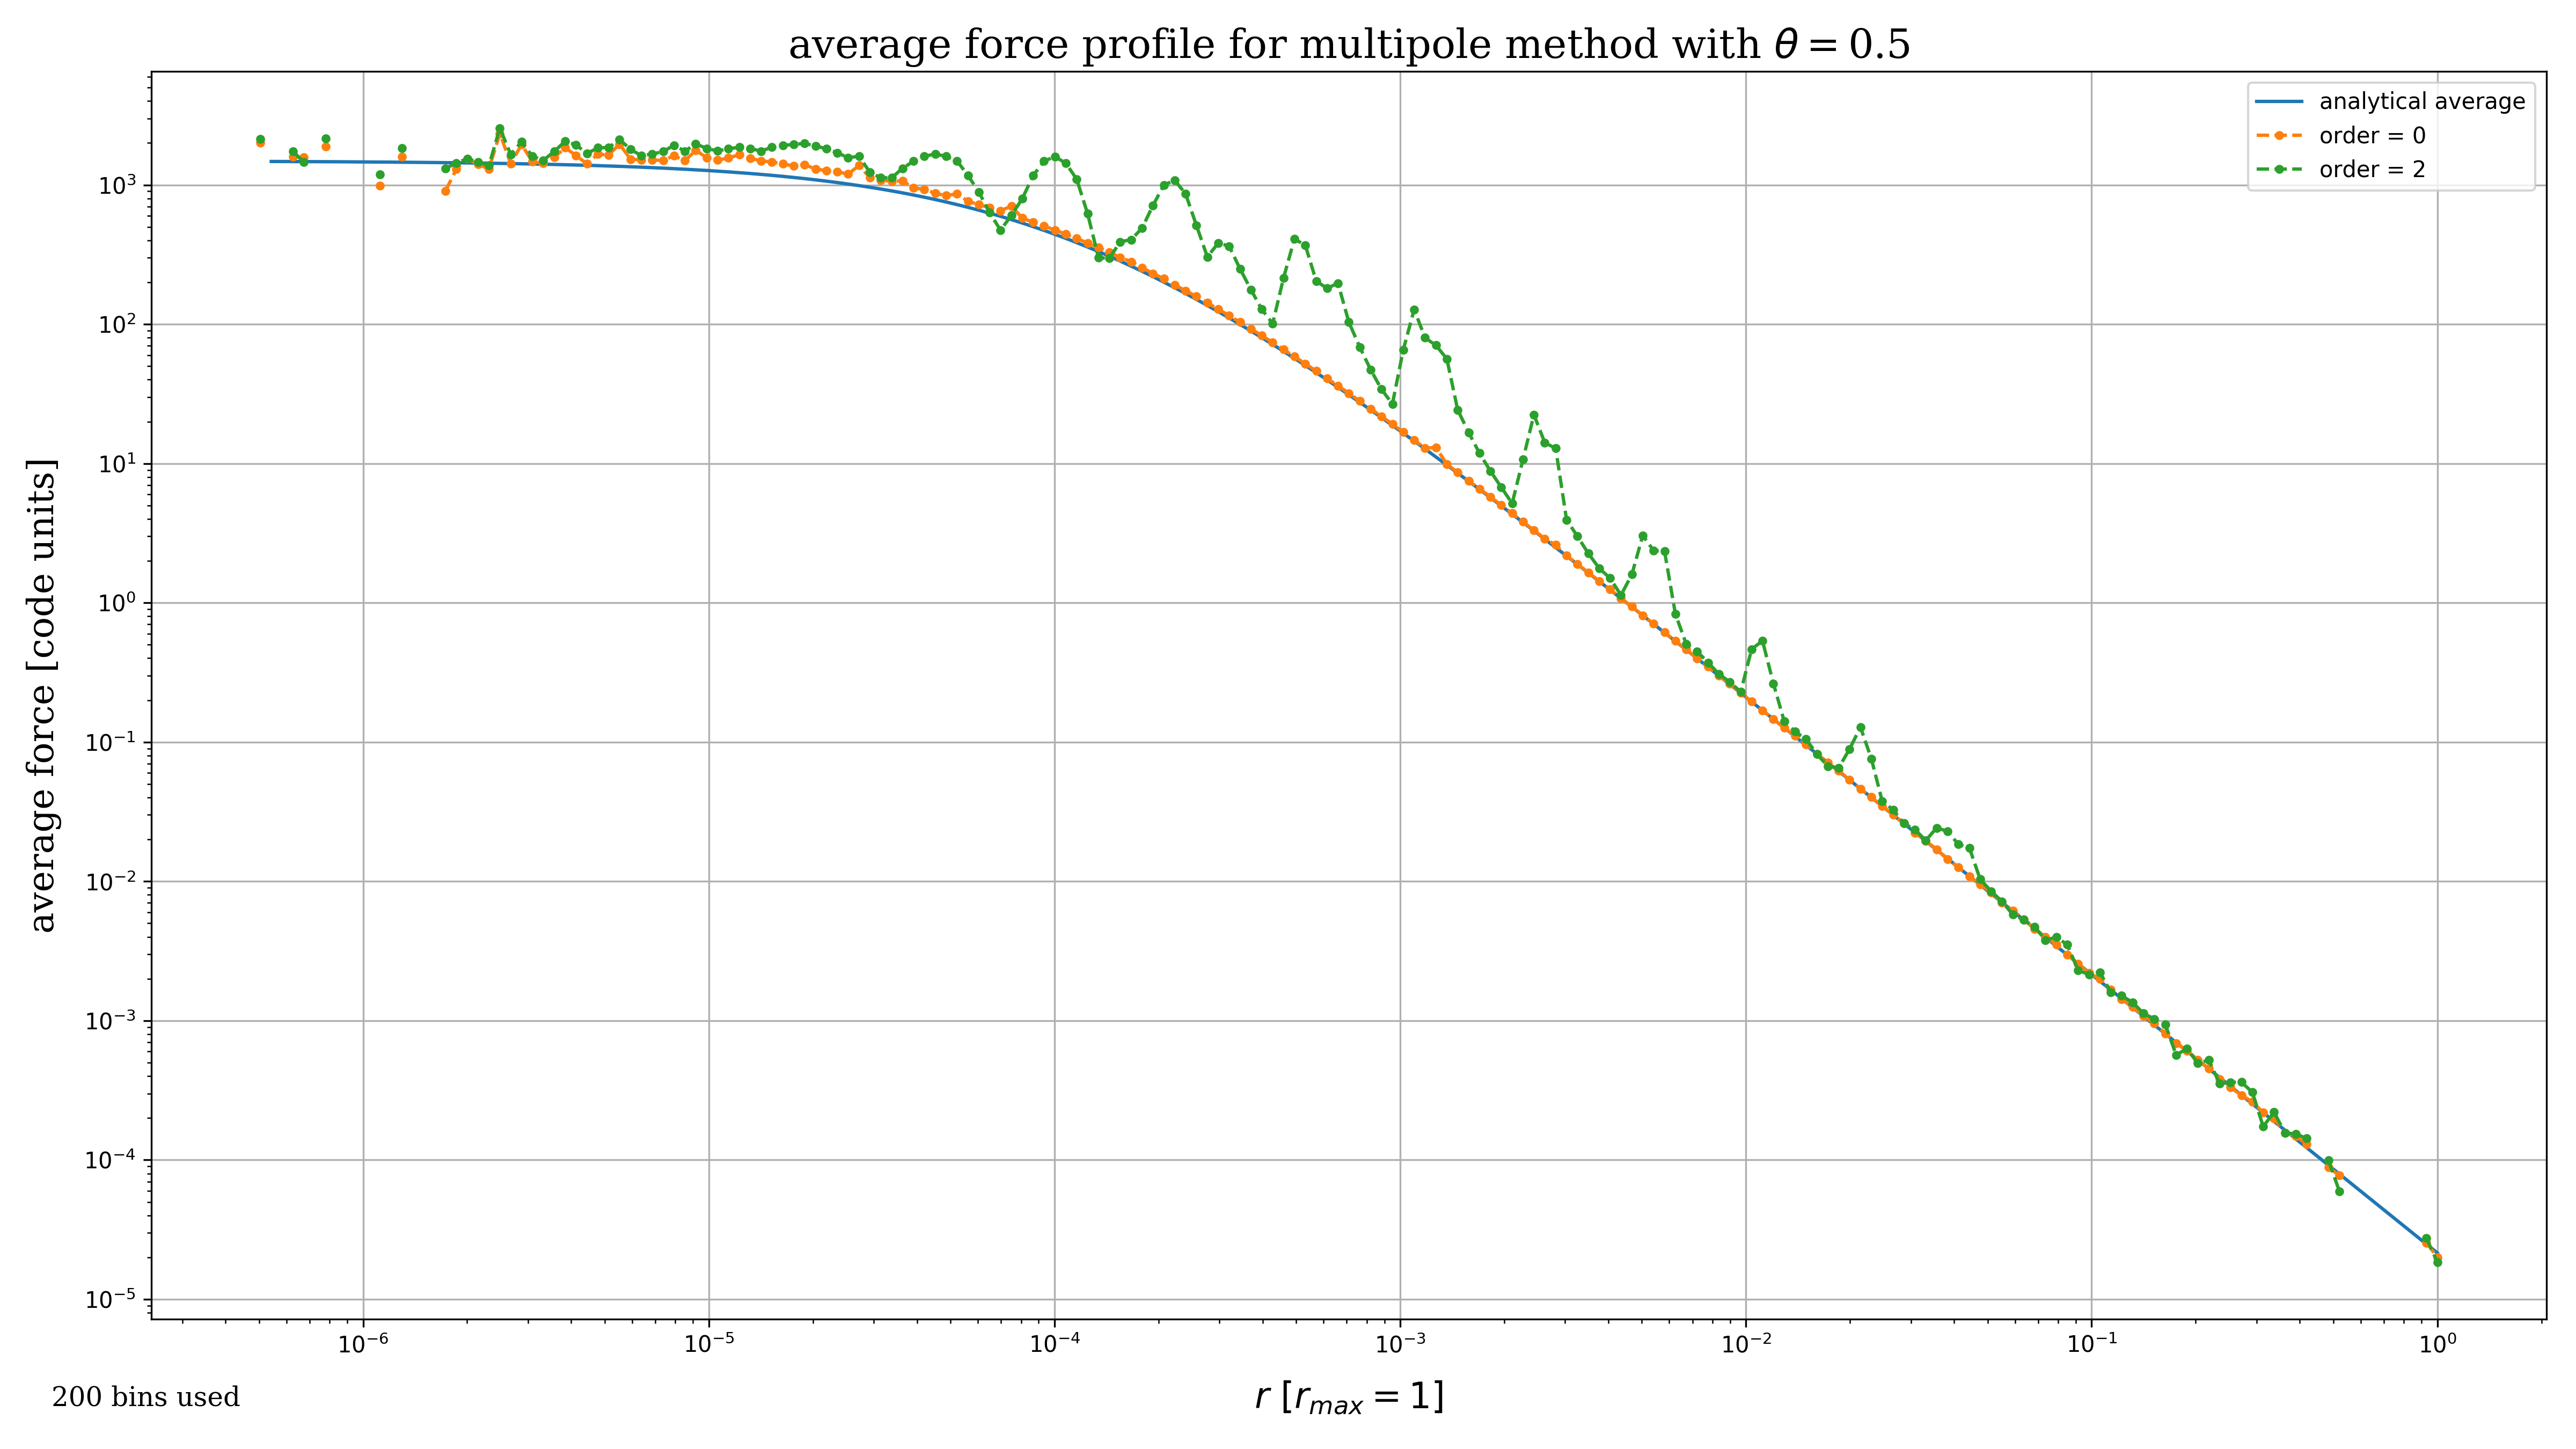 average force profile for multipole method with θ = 0.5
analytical average
order = 0
order = 2
average force [code units]
10³
10²
10¹
10⁰
10⁻¹
10⁻²
10⁻³
10⁻⁴
10⁻⁵
10⁻⁶ 10⁻⁵ 10⁻⁴ 10⁻³ 10⁻² 10⁻¹ 10⁰
r [r_max = 1]
200 bins used